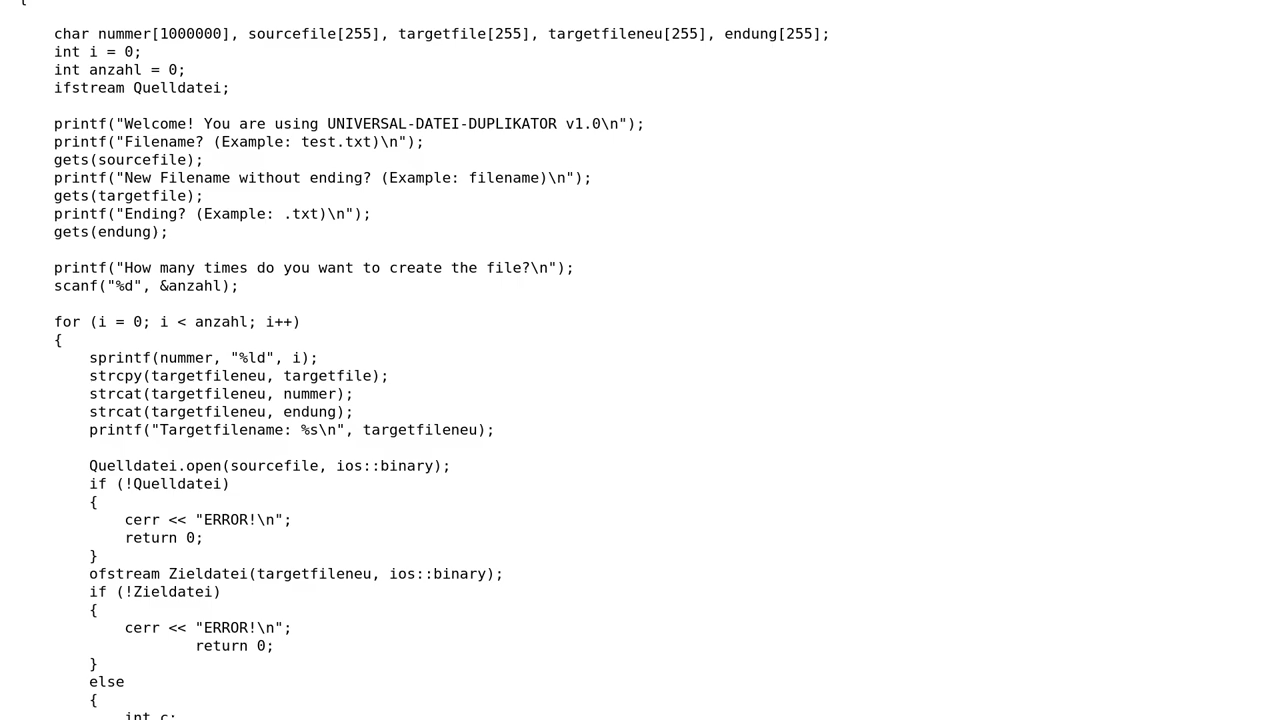 {
char nummer[1000000], sourcefile[255], targetfile[255], targetfileneu[255], endung[255];
int i = 0;
int anzahl = 0;
ifstream Quelldatei;
printf("Welcome! You are using UNIVERSAL-DATEI-DUPLIKATOR v1.0\n");
printf("Filename? (Example: test.txt)\n");
gets(sourcefile);
printf("New Filename without ending? (Example: filename)\n");
gets(targetfile);
printf("Ending? (Example: .txt)\n");
gets(endung);
printf("How many times do you want to create the file?\n");
scanf("%d", &anzahl);
for (i = 0; i < anzahl; i++)
{
sprintf(nummer, "%ld", i);
strcpy(targetfileneu, targetfile);
strcat(targetfileneu, nummer);
strcat(targetfileneu, endung);
printf("Targetfilename: %s\n", targetfileneu);
Quelldatei.open(sourcefile, ios::binary);
if (!Quelldatei)
{
cerr << "ERROR!\n";
return 0;
}
ofstream Zieldatei(targetfileneu, ios::binary);
if (!Zieldatei)
{
cerr << "ERROR!\n";
return 0;
}
else
{
int c;